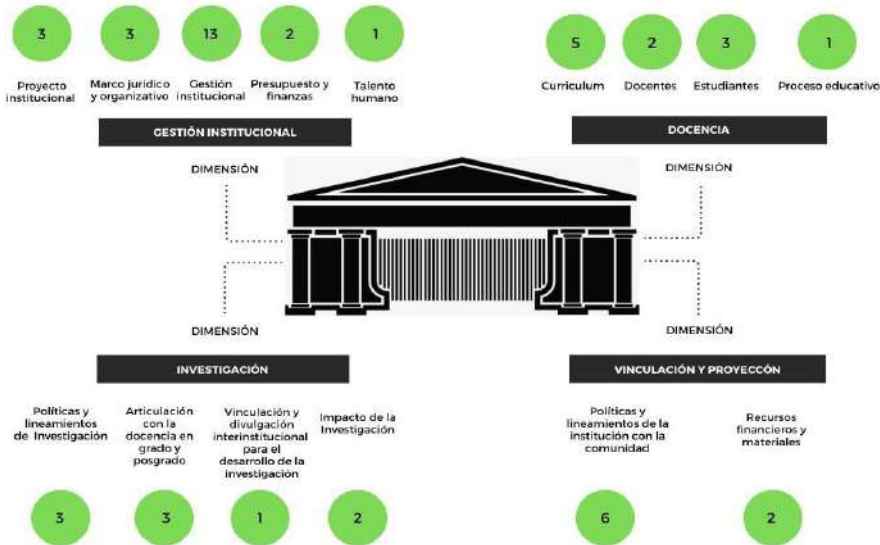 3
3
13
2
1
Proyecto
institucional
Marco jurídico
y organizativo
Gestión
institucional
Presupuesto y
finanzas
Talento
humano
GESTIÓN INSTITUCIONAL
DIMENSIÓN
5
2
3
1
Curriculum
Docentes
Estudiantes
Proceso educativo
DOCENCIA
DIMENSIÓN
DIMENSIÓN
INVESTIGACIÓN
Políticas y
lineamientos
de Investigación
Articulación
con la
docencia en
grado y
posgrado
Vinculación y
divulgación
interinstitucional
para el
desarrollo de la
investigación
Impacto de la
Investigación
3
3
1
2
DIMENSIÓN
VINCULACIÓN Y PROYECCÓN
Políticas y
lineamientos de la
institución con la
comunidad
Recursos
financieros y
materiales
6
2